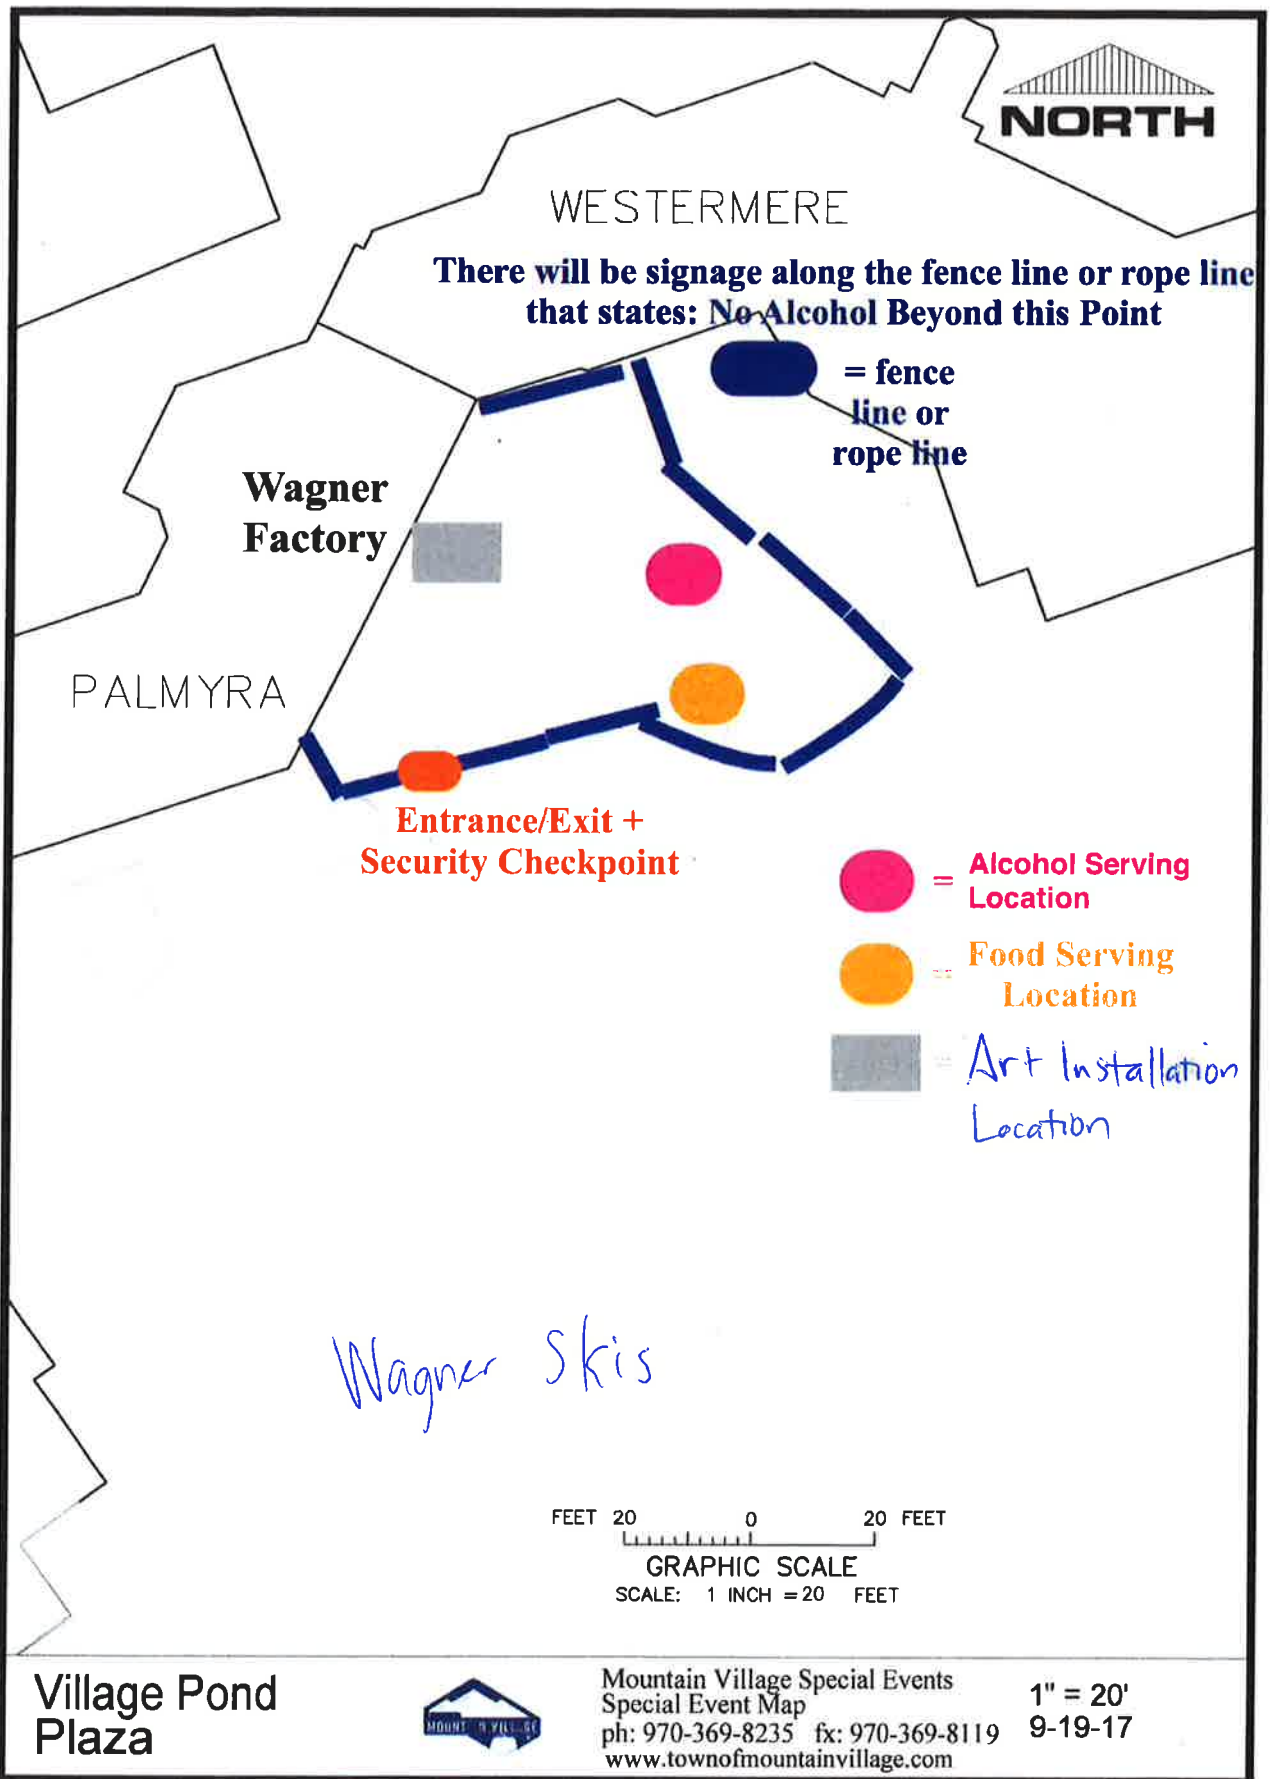 NORTH
WESTERMERE
There will be signage along the fence line or rope line
that states: No Alcohol Beyond this Point
= fence
line or
rope line
Wagner
Factory
PALMYRA
Entrance/Exit +
Security Checkpoint
= Alcohol Serving
Location
= Food Serving
Location
= Art Installation
Location
Wagner Skis
FEET 20 0 20 FEET
GRAPHIC SCALE
SCALE: 1 INCH = 20 FEET
Village Pond
Plaza
MOUNTAIN VILLAGE
Mountain Village Special Events
Special Event Map
ph: 970-369-8235 fx: 970-369-8119
www.townofmountainvillage.com
1" = 20'
9-19-17